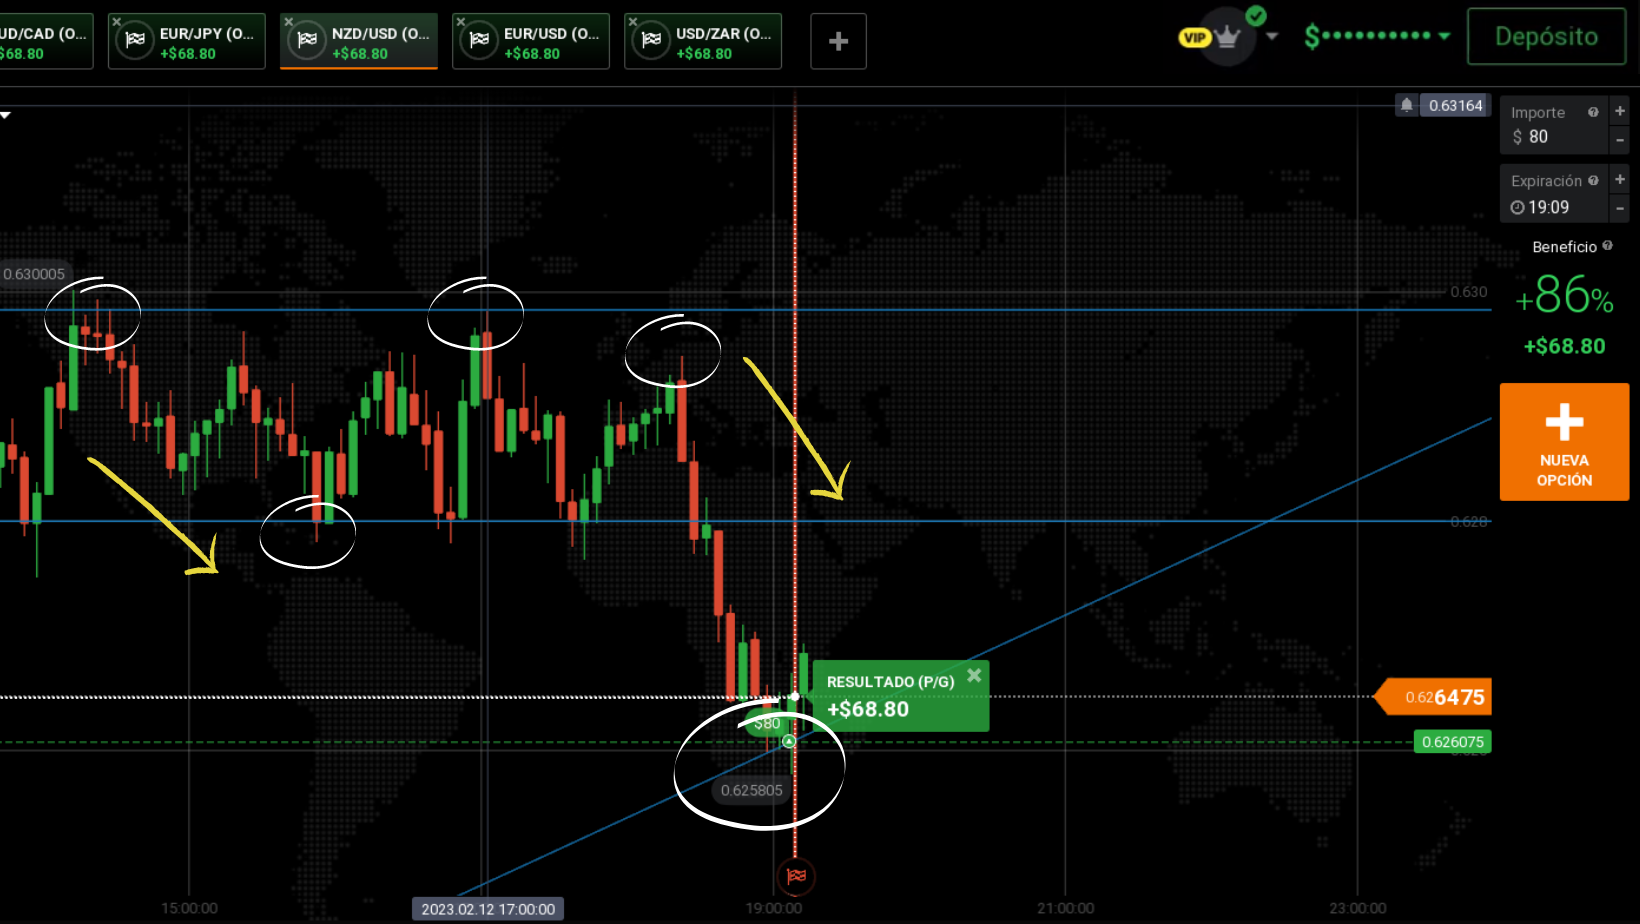 UD/CAD (O...
$68.80
EUR/JPY (O...
+$68.80
NZD/USD (O...
+$68.80
EUR/USD (O...
+$68.80
USD/ZAR (O...
+$68.80
VIP
$
Depósito
0.63164
Importe
$ 80
Expiración
19:09
Beneficio
+86%
+$68.80
NUEVA
OPCIÓN
0.630005
0.630
0.628
RESULTADO (P/G)
+$68.80
0.626475
$80
0.626075
0.625805
15:00:00
2023.02.12 17:00:00
19:00:00
21:00:00
23:00:00